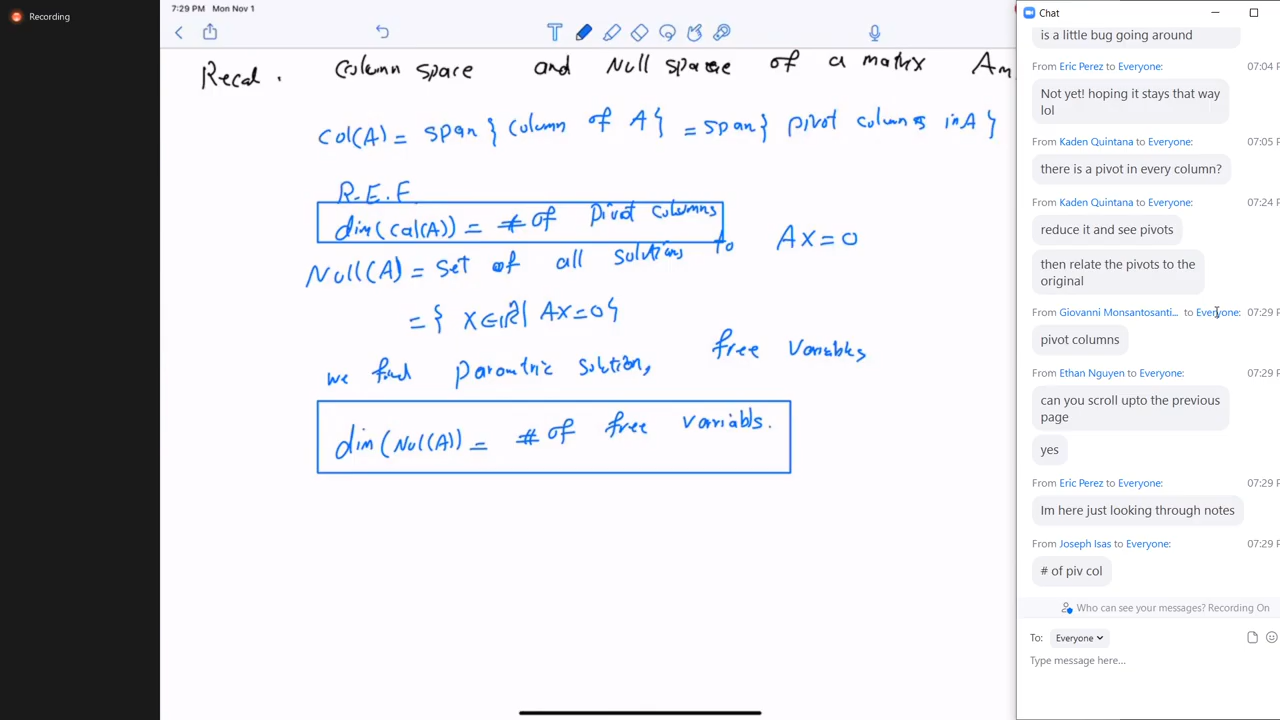 Recording
7:29 PM Mon Nov 1
Recal. Column space and Null space of a matrix Am
Col(A) = span { column of A } = span } pivot columns in A }
R.E.F
dim(Col(A)) = # of pivot columns
Null(A) = set of all solutions to AX=0
= { X∈ℝ | AX=0 }
we find parametric solution, free variables
dim(Nul(A)) = # of free variabls.
Chat
is a little bug going around
From Eric Perez to Everyone: 07:04
Not yet! hoping it stays that way
lol
From Kaden Quintana to Everyone: 07:05
there is a pivot in every column?
From Kaden Quintana to Everyone: 07:24
reduce it and see pivots
then relate the pivots to the
original
From Giovanni Monsantosanti... to Everyone: 07:29
pivot columns
From Ethan Nguyen to Everyone: 07:29
can you scroll upto the previous
page
yes
From Eric Perez to Everyone: 07:29
Im here just looking through notes
From Joseph Isas to Everyone: 07:29
# of piv col
Who can see your messages? Recording On
To: Everyone
Type message here...